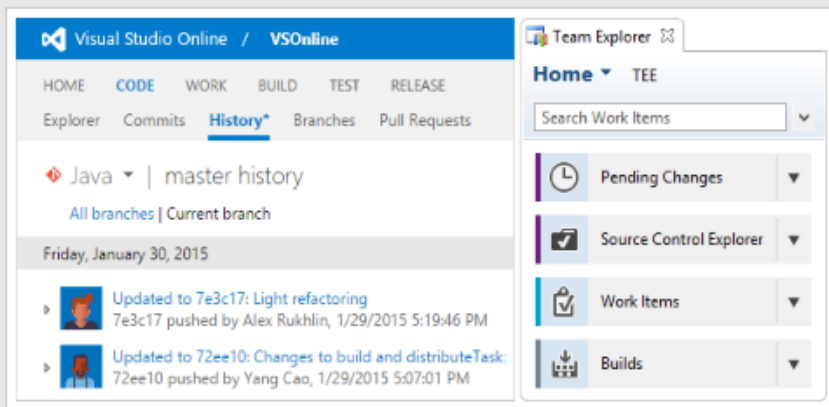 Visual Studio Online / VSOnline
HOME CODE WORK BUILD TEST RELEASE
Explorer Commits History* Branches Pull Requests
Java | master history
All branches | Current branch
Friday, January 30, 2015
Updated to 7e3c17: Light refactoring
7e3c17 pushed by Alex Rukhlin, 1/29/2015 5:19:46 PM
Updated to 72ee10: Changes to build and distributeTask:
72ee10 pushed by Yang Cao, 1/29/2015 5:07:01 PM
Team Explorer
Home TEE
Search Work Items
Pending Changes
Source Control Explorer
Work Items
Builds